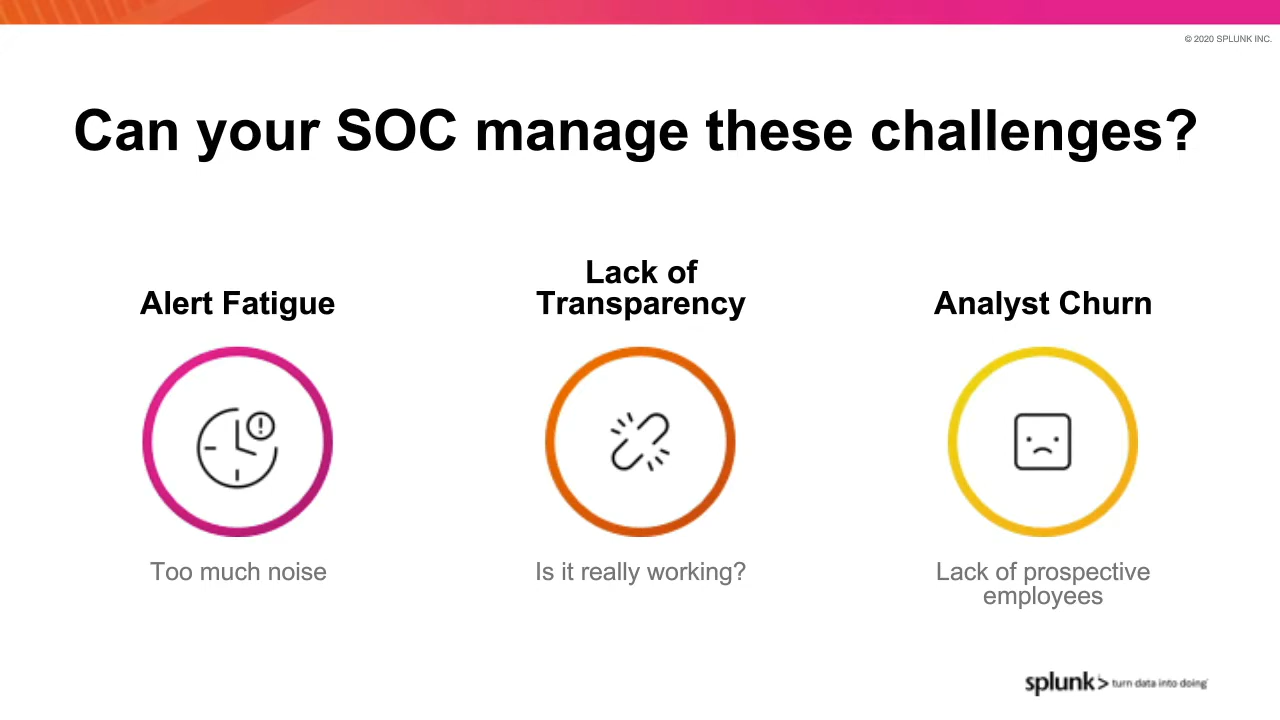 © 2020 SPLUNK INC.
Can your SOC manage these challenges?
Alert Fatigue
Too much noise
Lack of
Transparency
Is it really working?
Analyst Churn
Lack of prospective
employees
splunk> turn data into doing